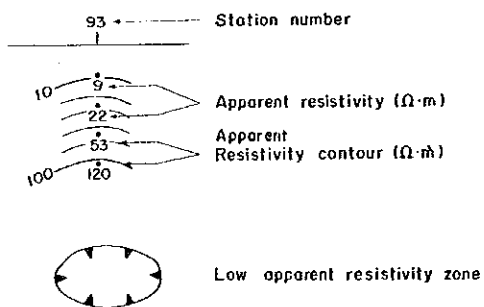 93 Station number
10 9
22 Apparent resistivity (Ω·m)
53 Apparent
Resistivity contour (Ω·m)
100 120
Low apparent resistivity zone